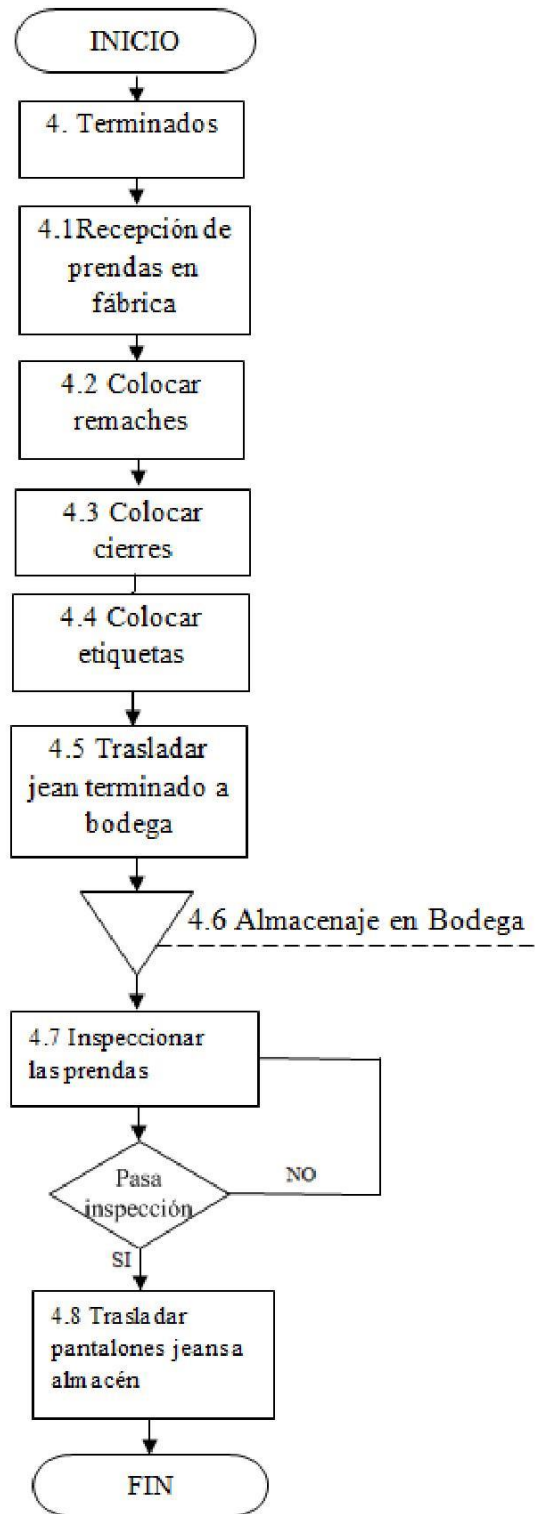 INICIO
4. Terminados
4.1Recepción de
prendas en
fábrica
4.2 Colocar
remaches
4.3 Colocar
cierres
4.4 Colocar
etiquetas
4.5 Trasladar
jean terminado a
bodega
4.6 Almacenaje en Bodega
4.7 Inspeccionar
las prendas
Pasa
inspección
NO
SI
4.8 Trasladar
pantalones jeans a
almacén
FIN